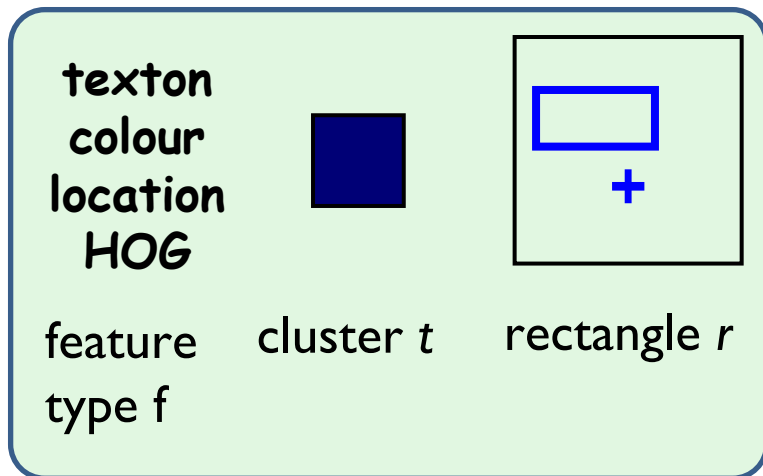 texton
colour
location
HOG
feature
type f
cluster t
rectangle r